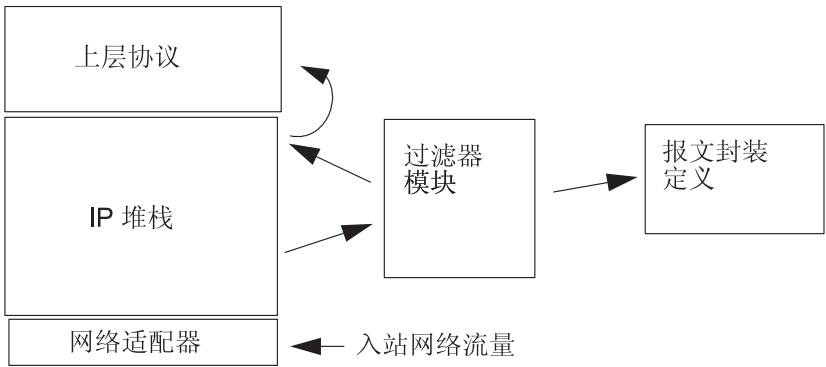 上层协议
过滤器
模块
报文封装
定义
IP 堆栈
网络适配器
入站网络流量